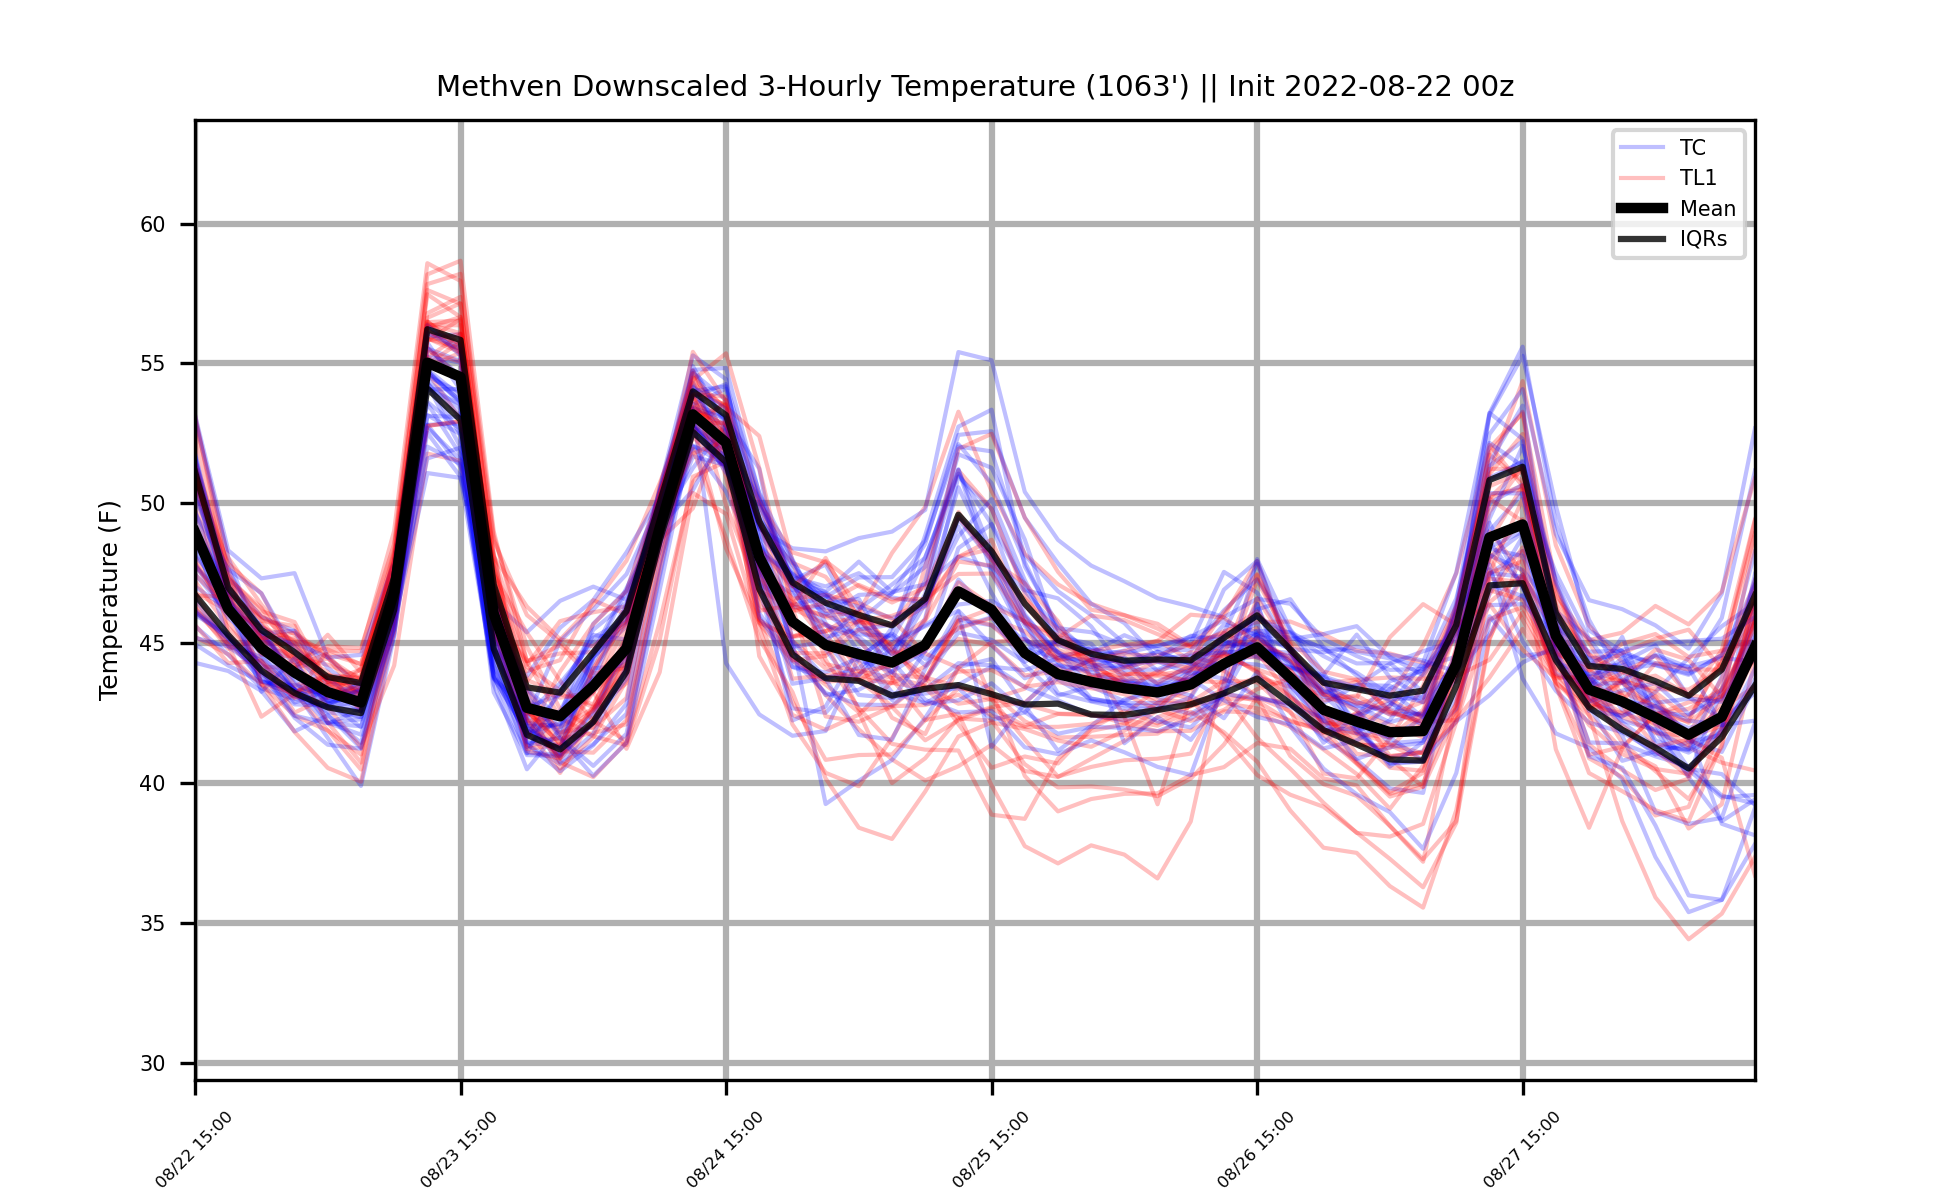 Methven Downscaled 3-Hourly Temperature (1063') || Init 2022-08-22 00z
TC
TL1
Mean
IQRs
Temperature (F)
60
55
50
45
40
35
30
08/22 15:00
08/23 15:00
08/24 15:00
08/25 15:00
08/26 15:00
08/27 15:00